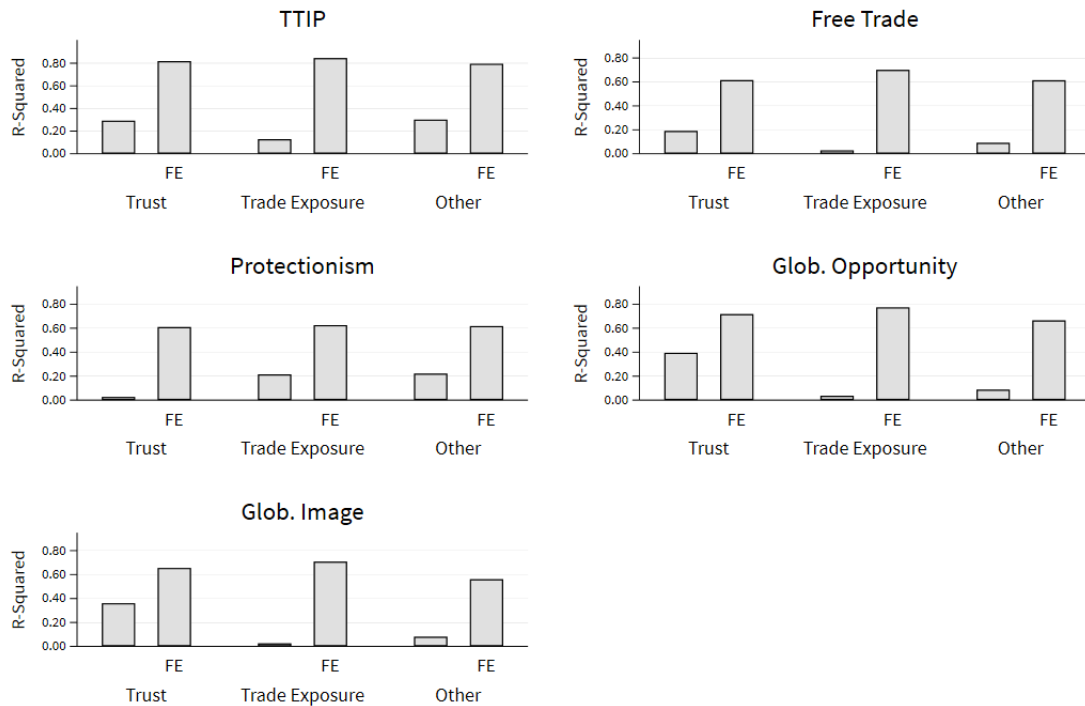 TTIP
R-Squared
0.80
0.60
0.40
0.20
0.00
FE FE FE
Trust Trade Exposure Other
Free Trade
R-Squared
0.80
0.60
0.40
0.20
0.00
FE FE FE
Trust Trade Exposure Other
Protectionism
R-Squared
0.80
0.60
0.40
0.20
0.00
FE FE FE
Trust Trade Exposure Other
Glob. Opportunity
R-Squared
0.80
0.60
0.40
0.20
0.00
FE FE FE
Trust Trade Exposure Other
Glob. Image
R-Squared
0.80
0.60
0.40
0.20
0.00
FE FE FE
Trust Trade Exposure Other